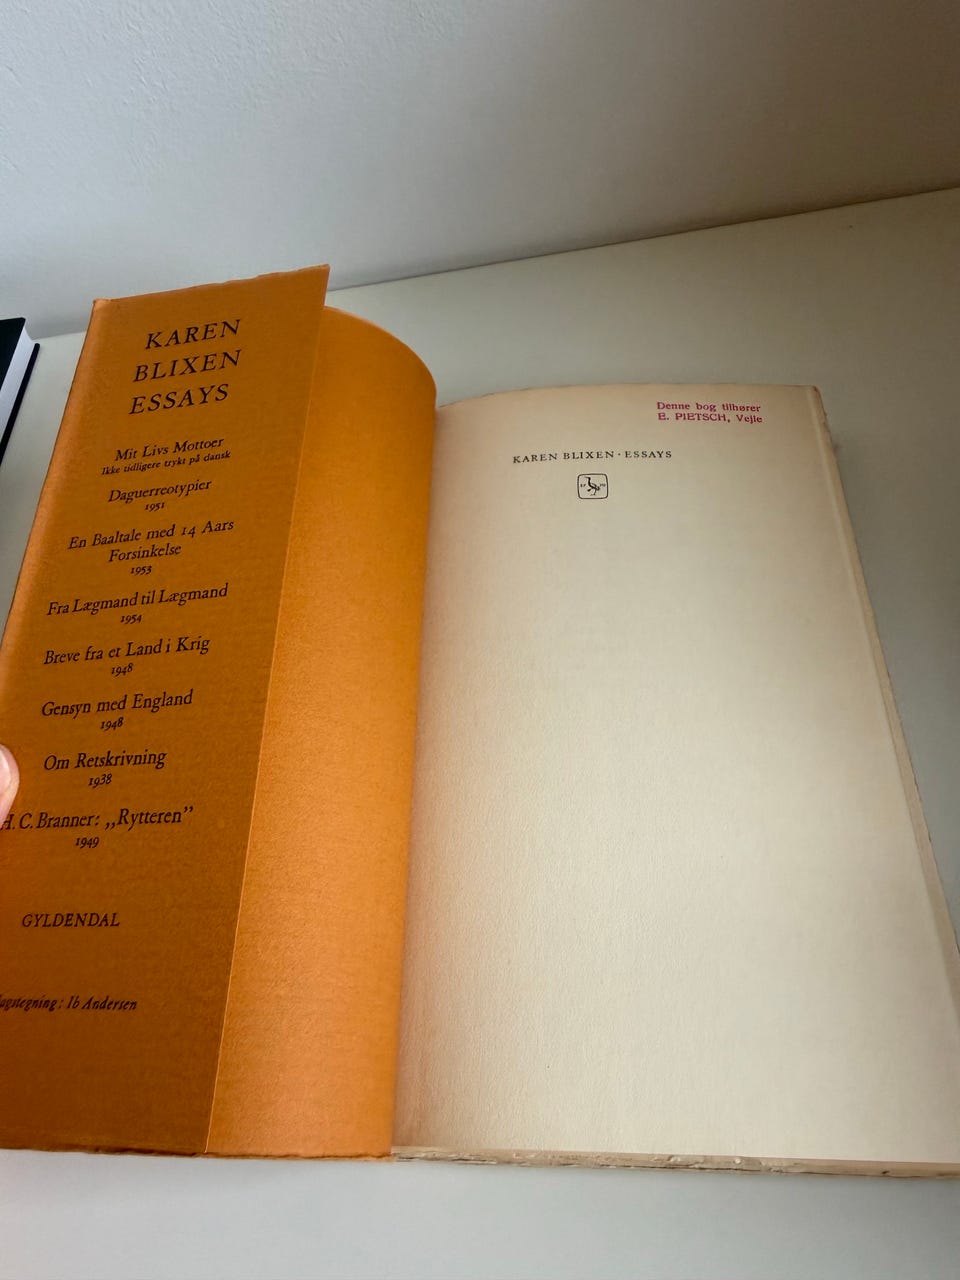 KAREN
BLIXEN
ESSAYS
Mit Livs Mottoer
Ikke tidligere trykt på dansk
Daguerreotypier
1951
En Baaltale med 14 Aars
Forsinkelse
1953
Fra Lægmand til Lægmand
1954
Breve fra et Land i Krig
1948
Gensyn med England
1948
Om Retskrivning
1938
H. C. Branner: „Rytteren”
1949
GYLDENDAL
Ib Andersen
Denne bog tilhører
E. PIETSCH, Vejle
KAREN BLIXEN · ESSAYS